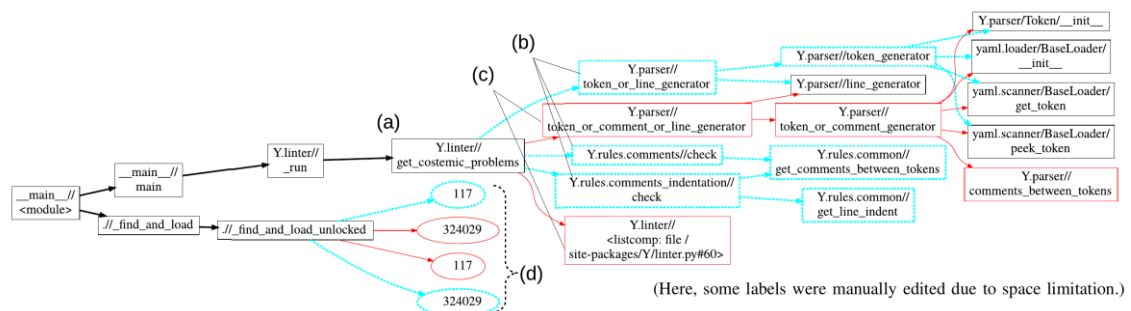 Y.parser/Token/__init__
(b)
yaml.loader/BaseLoader/
__init__
Y.parser//token_generator
(c)
Y.parser//
token_or_line_generator
Y.parser//line_generator
yaml.scanner/BaseLoader/
get_token
(a)
Y.parser//
token_or_comment_or_line_generator
Y.parser//
token_or_comment_generator
yaml.scanner/BaseLoader/
peek_token
Y.linter//
_run
Y.linter//
get_costemic_problems
Y.rules.comments//check
Y.rules.common//
get_comments_between_tokens
__main__//
main
Y.rules.comments_indentation//
check
Y.parser//
comments_between_tokens
__main__//
<module>
117
Y.rules.common//
get_line_indent
.//_find_and_load
.//_find_and_load_unlocked
324029
Y.linter//
<listcomp: file /
site-packages/Y/linter.py#60>
117
(d)
324029
(Here, some labels were manually edited due to space limitation.)